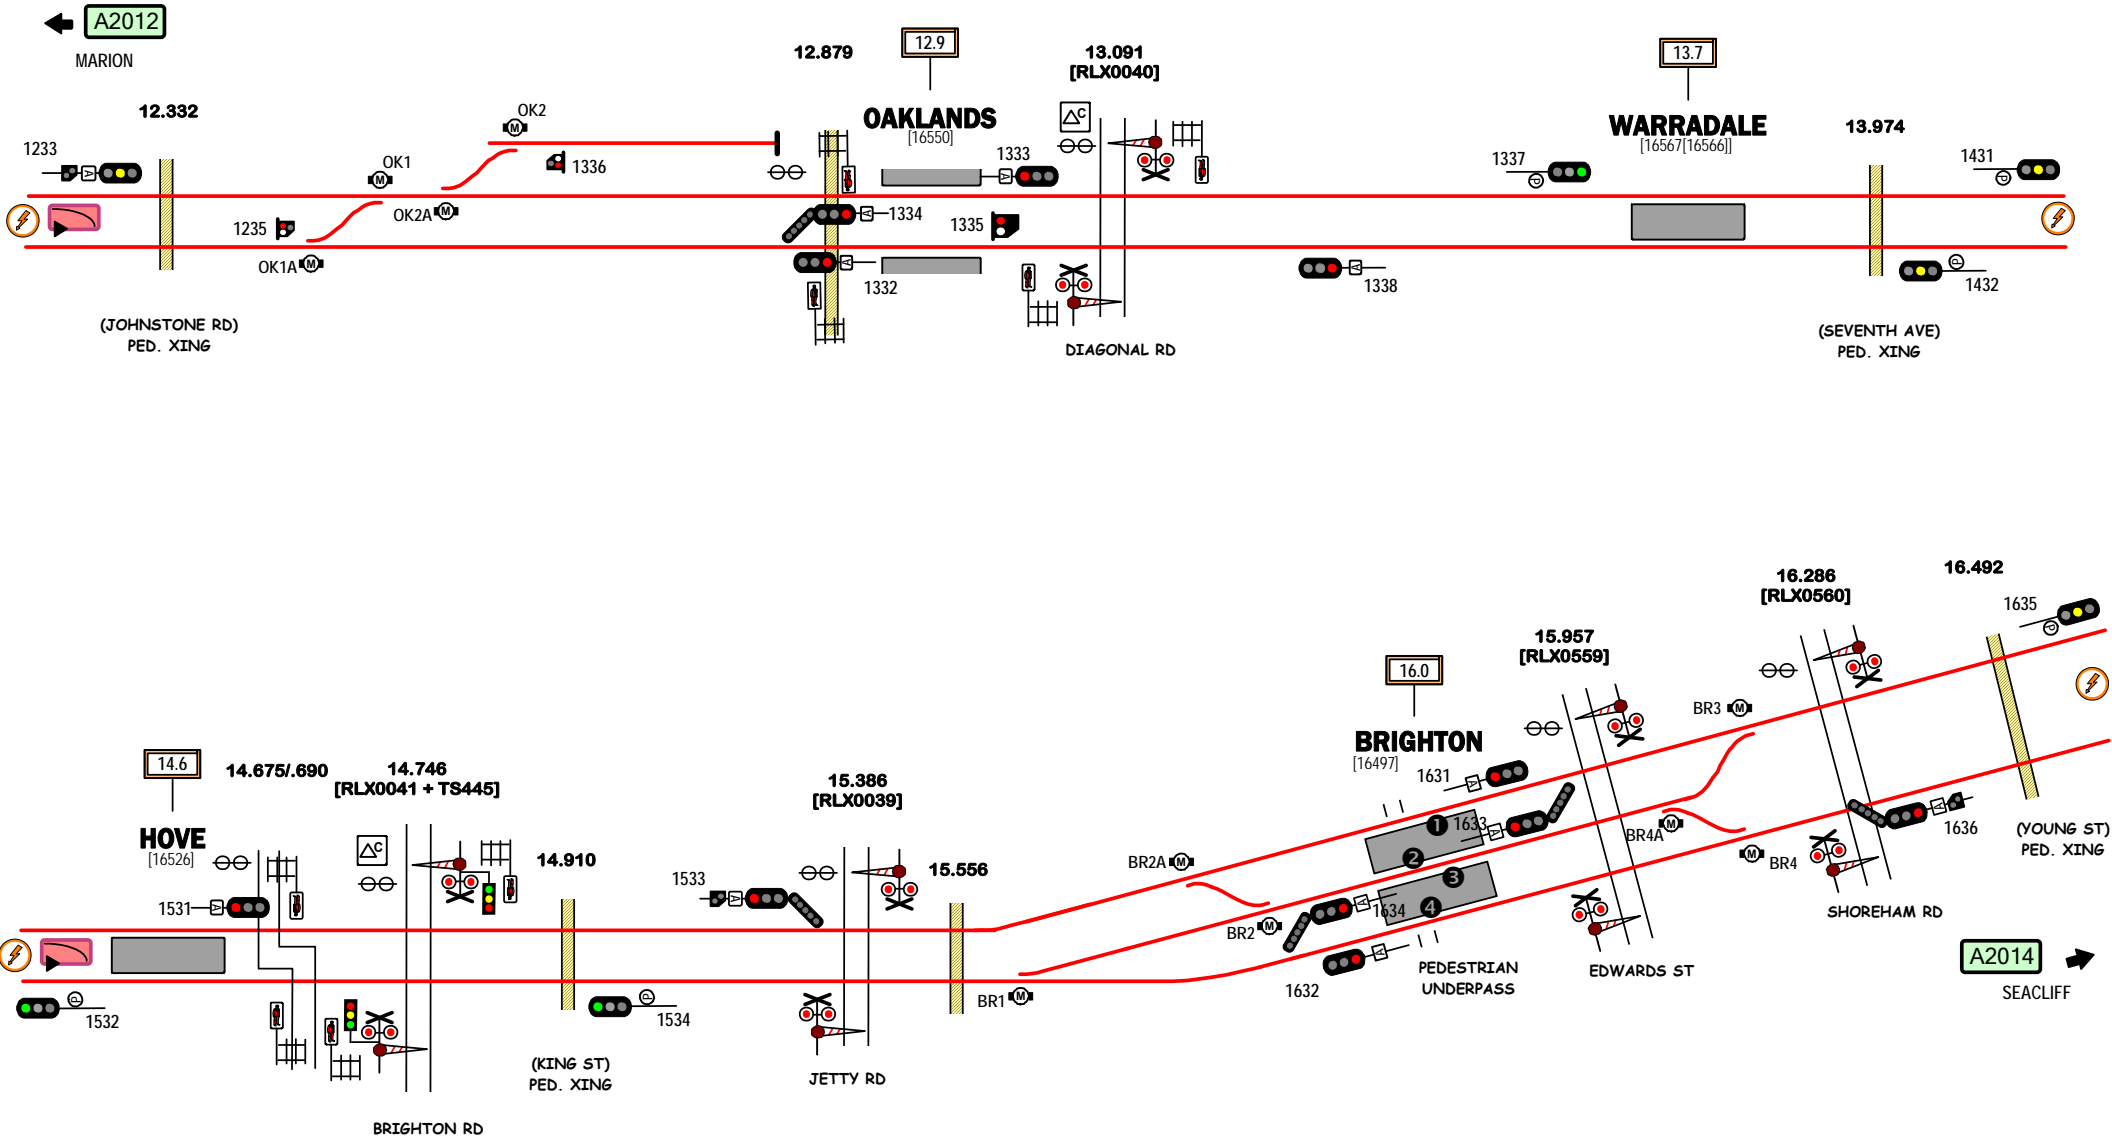 A2012
MARION
12.332
1233
1235
OK1
OK1A
OK2
OK2A
M
M
M
M
1336
12.879
12.9
OAKLANDS
[16550]
1333
1334
1335
1332
13.091
[RLX0040]
C
1337
1338
13.7
WARRADALE
[16567[16566]]
13.974
1431
1432
A
A
A
A
A
P
P
P
(JOHNSTONE RD)
PED. XING
DIAGONAL RD
(SEVENTH AVE)
PED. XING
14.6
HOVE
[16526]
14.675/.690
14.746
[RLX0041 + TS445]
C
1531
1532
14.910
1533
1534
15.386
[RLX0039]
15.556
BR1
BR2A
BR2
16.0
BRIGHTON
[16497]
1631
1633
1634
1632
1
2
3
4
15.957
[RLX0559]
BR3
BR4A
BR4
16.286
[RLX0560]
16.492
1635
1636
M
M
M
M
M
M
A
A
A
A
A
A
A
P
P
P
(KING ST)
PED. XING
BRIGHTON RD
JETTY RD
PEDESTRIAN
UNDERPASS
EDWARDS ST
SHOREHAM RD
(YOUNG ST)
PED. XING
A2014
SEACLIFF